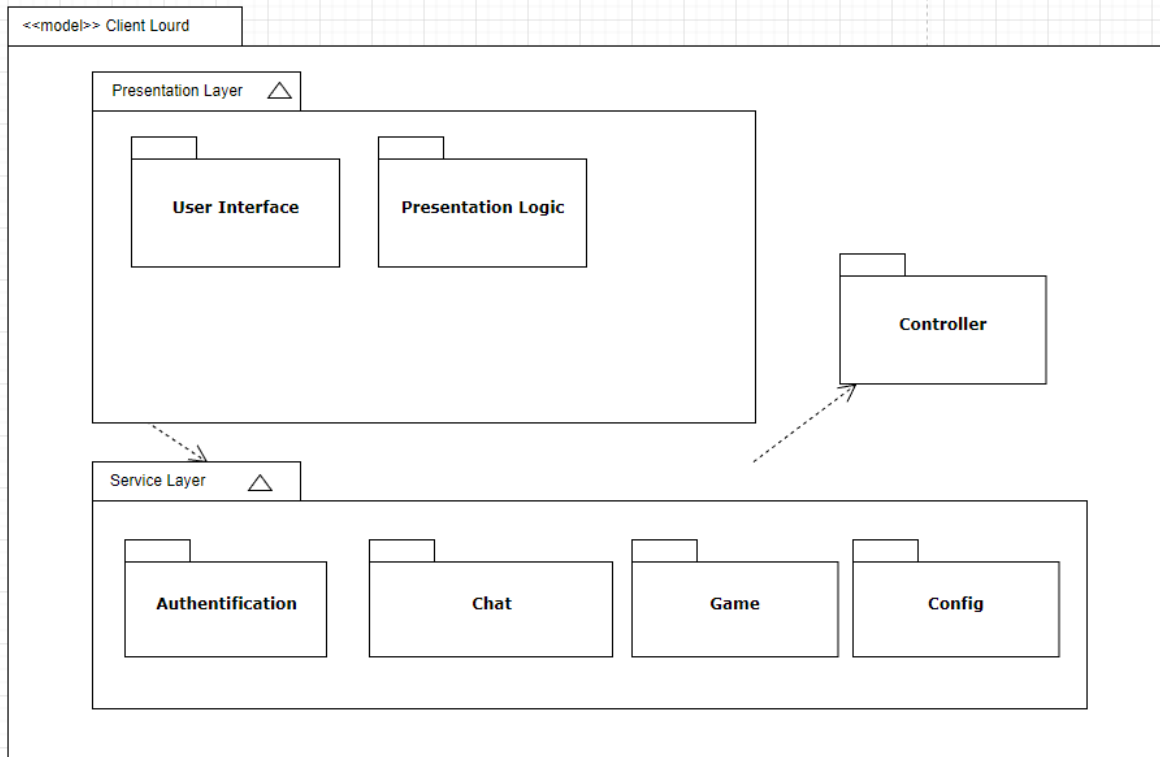 <<model>> Client Lourd
Presentation Layer
User Interface
Presentation Logic
Controller
Service Layer
Authentification
Chat
Game
Config